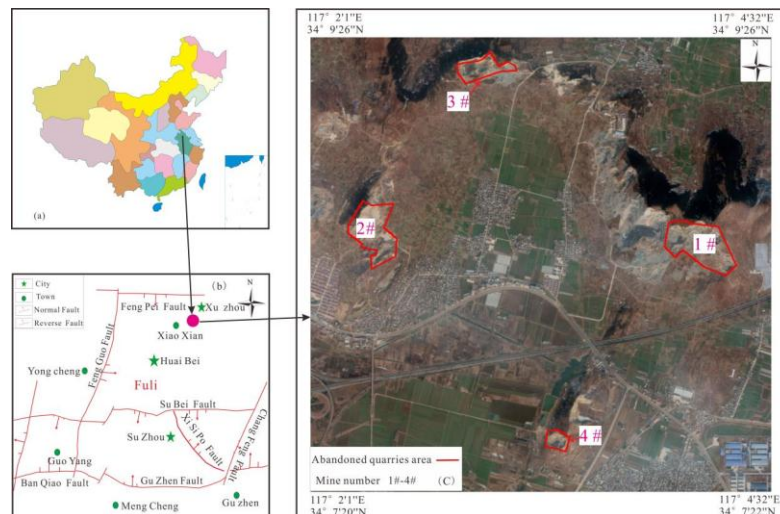 (a)
City
Town
Normal Fault
Reverse Fault
(b)
N
Feng Pei Fault
Xu zhou
Xiao Xian
Feng Guo Fault
Huai Bei
Yong cheng
Fuli
Su Bei Fault
Xi Si Po Fault
Chang Feng Fault
Su Zhou
Guo Yang
Ban Qiao Fault
Gu Zhen Fault
Meng Cheng
Gu zhen
117° 2'1" E
34° 9'26" N
117° 4'32" E
34° 9'26" N
N
3 #
2#
1 #
4 #
Abandoned quarries area
Mine number 1#-4# (C)
117° 2'1" E
34° 7'20" N
117° 4'32" E
34° 7'22" N